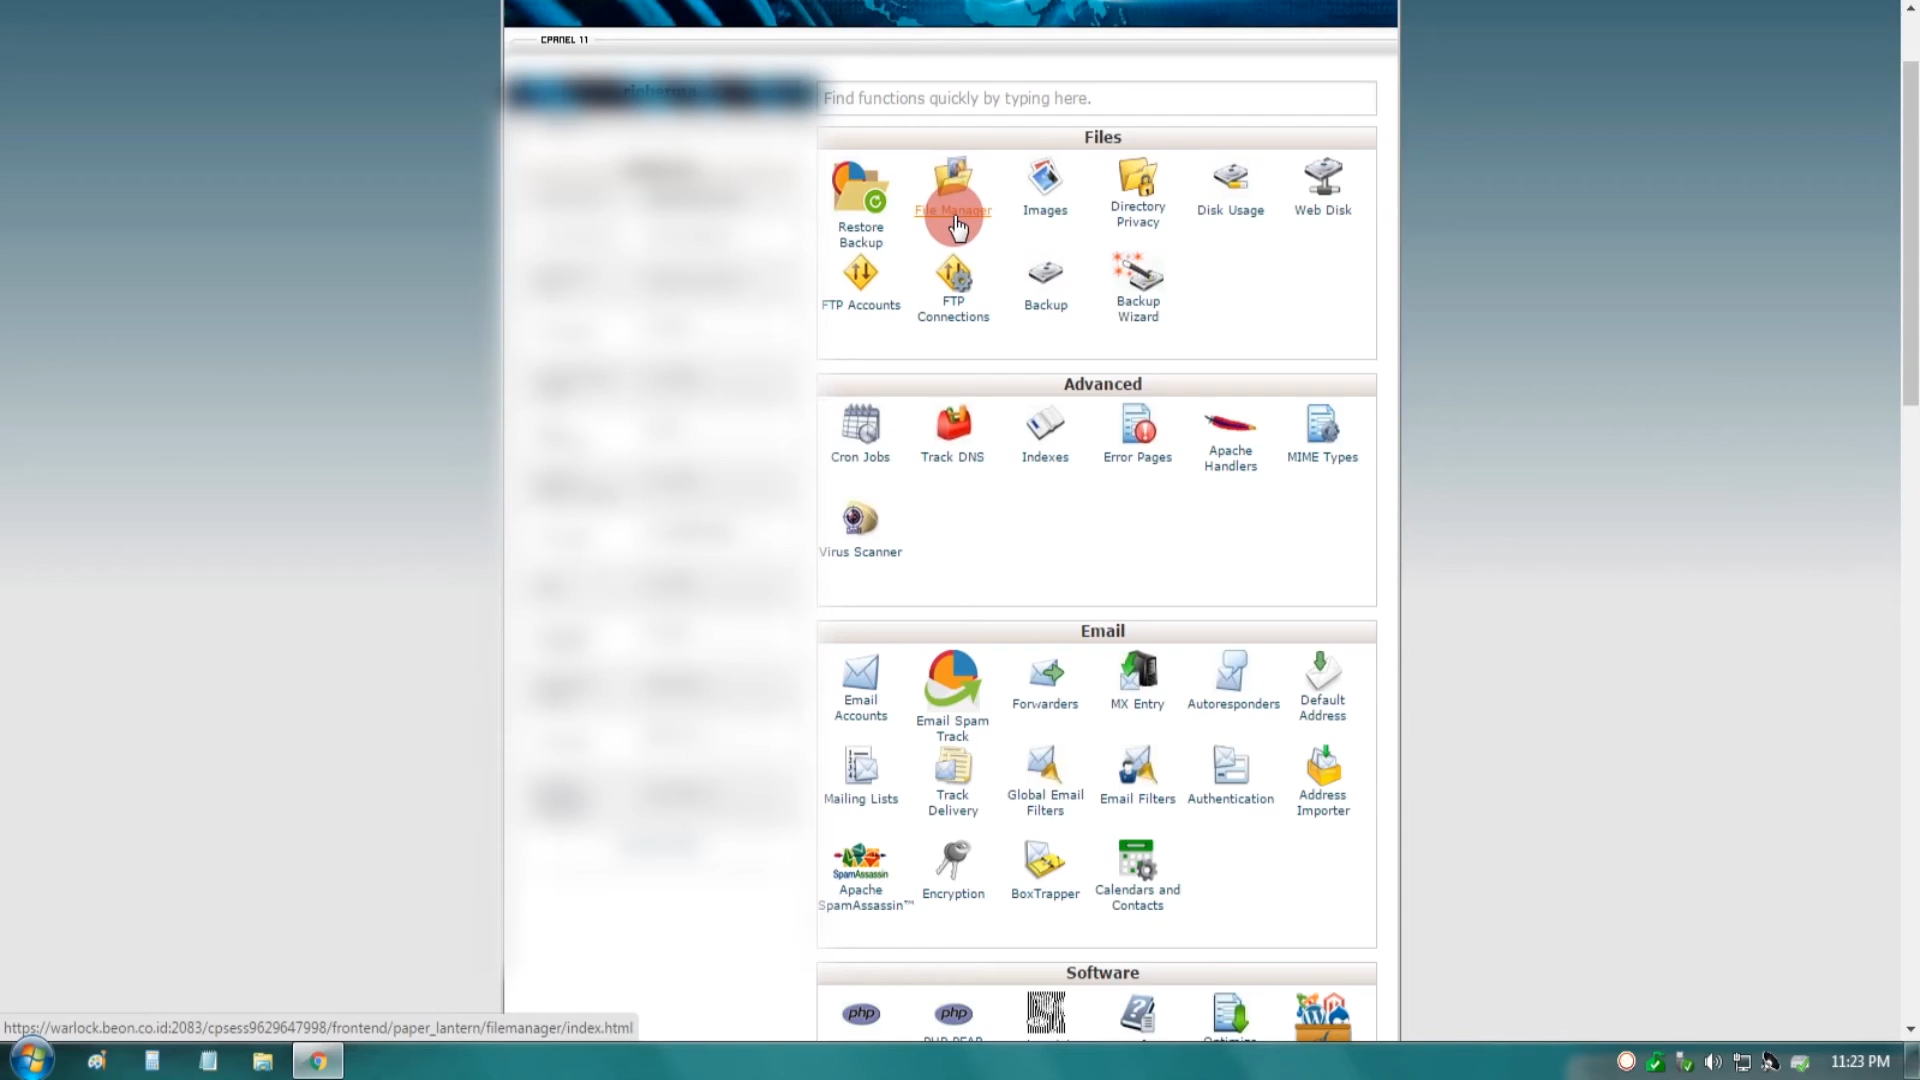 CPANEL 11
Find functions quickly by typing here.
Files
Restore
Backup
File Manager
Images
Directory
Privacy
Disk Usage
Web Disk
FTP Accounts
FTP
Connections
Backup
Backup
Wizard
Advanced
Cron Jobs
Track DNS
Indexes
Error Pages
Apache
Handlers
MIME Types
Virus Scanner
Email
Email
Accounts
Email Spam
Track
Forwarders
MX Entry
Autoresponders
Default
Address
Mailing Lists
Track
Delivery
Global Email
Filters
Email Filters
Authentication
Address
Importer
SpamAssassin
Apache
SpamAssassin™
Encryption
BoxTrapper
Calendars and
Contacts
Software
php
php
https://warlock.beon.co.id:2083/cpsess9629647998/frontend/paper_lantern/filemanager/index.html
11:23 PM